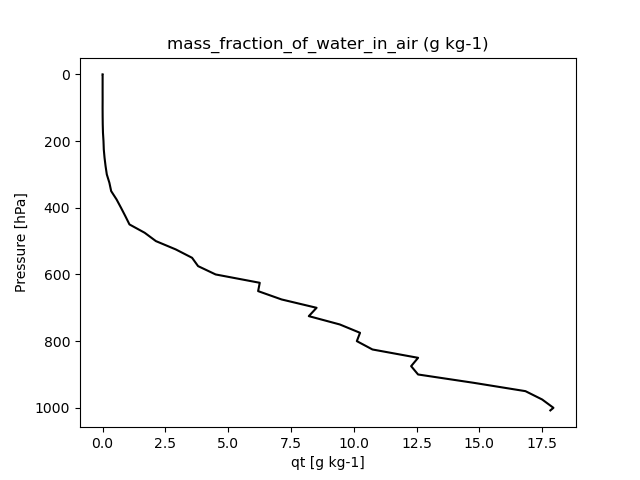 mass_fraction_of_water_in_air (g kg-1)
0
200
400
600
800
1000
Pressure [hPa]
0.0 2.5 5.0 7.5 10.0 12.5 15.0 17.5
qt [g kg-1]